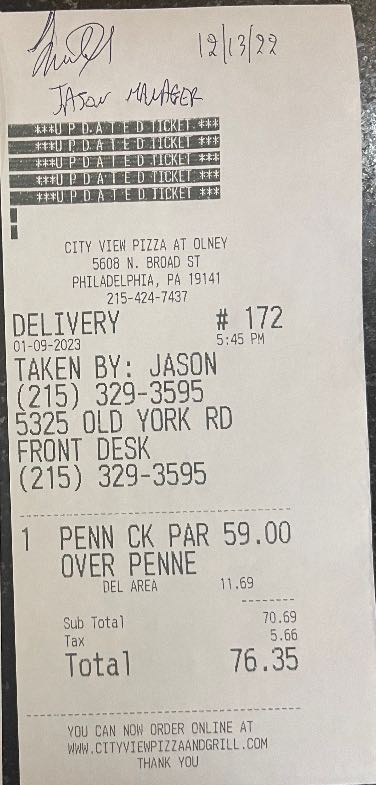 12/13/22
JASON MANAGER
***U P D A T E D TICKET ***
***U P D A T E D TICKET ***
***U P D A T E D TICKET ***
***U P D A T E D TICKET ***
***U P D A T E D TICKET ***
CITY VIEW PIZZA AT OLNEY
5608 N. BROAD ST
PHILADELPHIA, PA 19141
215-424-7437
DELIVERY # 172
01-09-2023 5:45 PM
TAKEN BY: JASON
(215) 329-3595
5325 OLD YORK RD
FRONT DESK
(215) 329-3595
1 PENN CK PAR 59.00
OVER PENNE
DEL AREA 11.69
Sub Total 70.69
Tax 5.66
Total 76.35
YOU CAN NOW ORDER ONLINE AT
WWW.CITYVIEWPIZZAANDGRILL.COM
THANK YOU